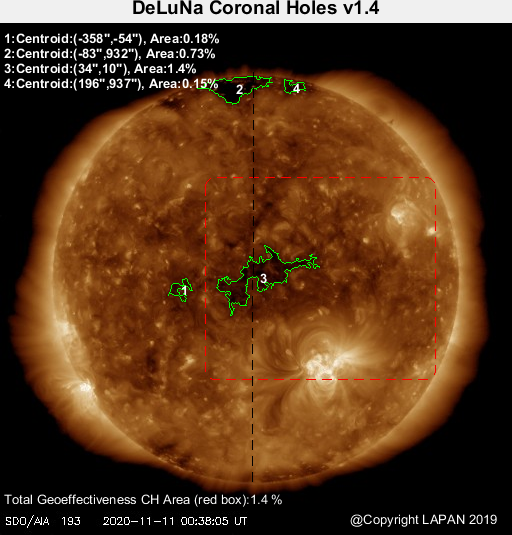 DeLuNa Coronal Holes v1.4
1:Centroid:(-358",-54"), Area:0.18%
2:Centroid:(-83",932"), Area:0.73%
3:Centroid:(34",10"), Area:1.4%
4:Centroid:(196",937"), Area:0.15%
2
4
3
1
Total Geoeffectiveness CH Area (red box):1.4 %
SDO/AIA 193 2020-11-11 00:38:05 UT
@Copyright LAPAN 2019